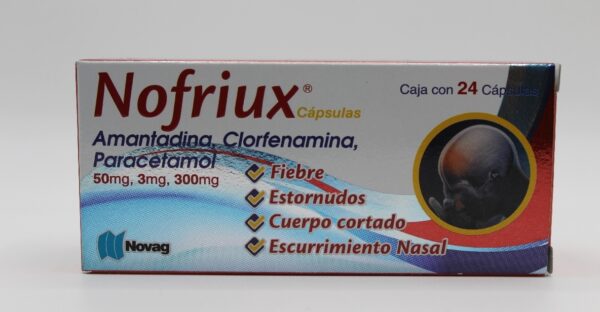 Nofriux®
Cápsulas
Caja con 24 Cápsulas
Amantadina, Clorfenamina,
Paracetamol
50mg, 3mg, 300mg
Fiebre
Estornudos
Cuerpo cortado
Escurrimiento Nasal
Novag